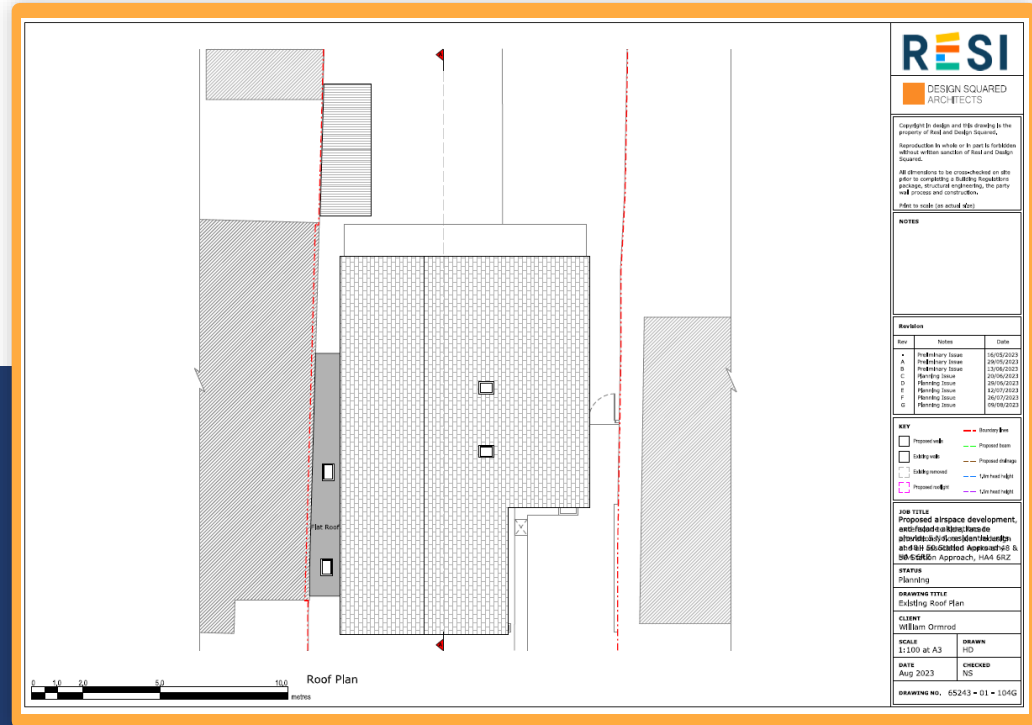 RESI
DESIGN SQUARED
ARCHITECTS
Copyright in design and this drawing is the
property of Resi and Design Squared.
Reproduction in whole or in part is forbidden
without written sanction of Resi and Design
Squared.
All dimensions to be cross-checked on site
prior to completing a Building Regulations
package, structural engineering, the party
wall process and construction.
Print to scale (as actual size)
NOTES
Revision
Rev Notes Date
- Preliminary Issue 16/05/2023
A Preliminary Issue 29/05/2023
B Preliminary Issue 13/06/2023
C Planning Issue 20/06/2023
D Planning Issue 29/06/2023
E Planning Issue 12/07/2023
F Planning Issue 26/07/2023
G Planning Issue 09/08/2023
KEY
Proposed walls
Existing walls
Existing removed
Proposed rooflight
Boundary lines
Proposed beam
Proposed drainage
head height
head height
JOB TITLE
Proposed airspace development,
Station Approach, HA4 6RZ
STATUS
Planning
DRAWING TITLE
Existing Roof Plan
CLIENT
William Ormrod
SCALE
1:100 at A3
DRAWN
HD
DATE
Aug 2023
CHECKED
NS
DRAWING NO. 65243 - 01 - 104G
Flat Roof
V
Roof Plan
0 1,0 2,0 5,0 10,0
metres